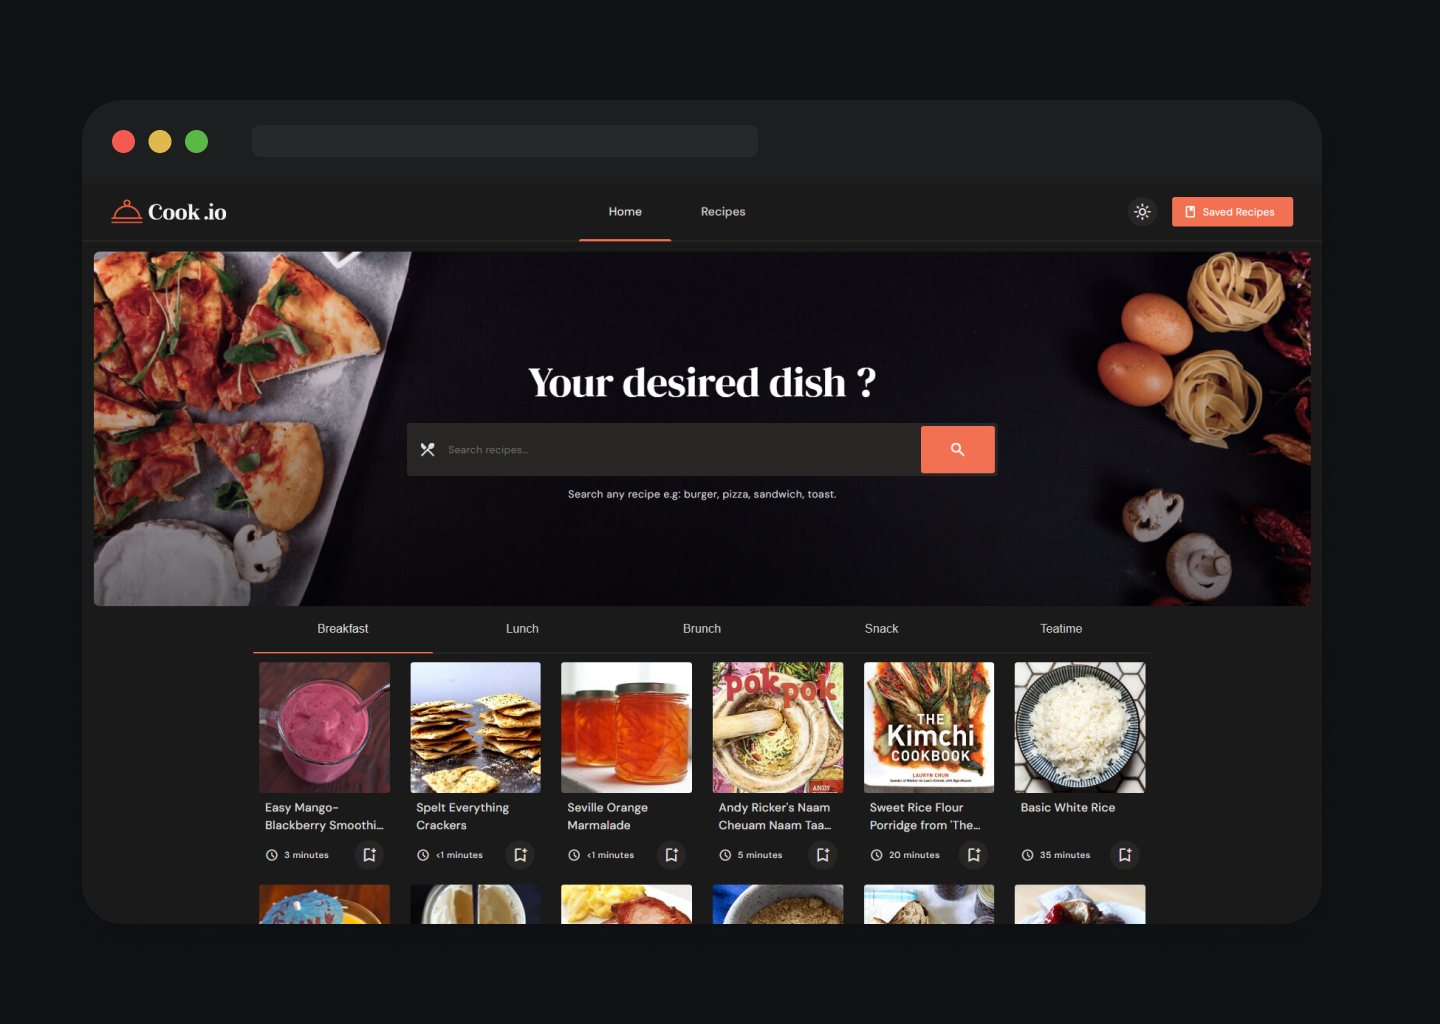 Cook.io
Home
Recipes
Saved Recipes
Your desired dish ?
Search recipes...
Search any recipe e.g: burger, pizza, sandwich, toast.
Breakfast
Lunch
Brunch
Snack
Teatime
pok pok
ANDY
THE
Kimchi
COOKBOOK
LAURYN CHUN
Easy Mango-
Blackberry Smoothi...
3 minutes
Spelt Everything
Crackers
<1 minutes
Seville Orange
Marmalade
<1 minutes
Andy Ricker's Naam
Cheuam Naam Taa...
5 minutes
Sweet Rice Flour
Porridge from 'The...
20 minutes
Basic White Rice
35 minutes